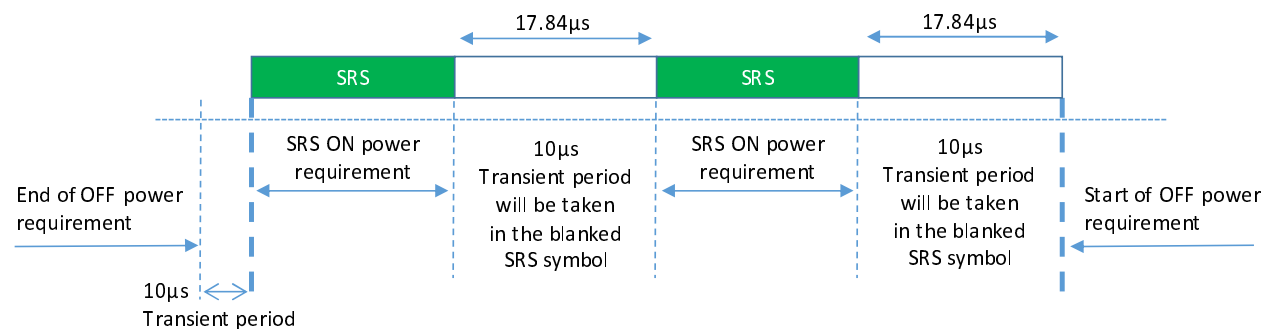 17.84µs
17.84µs
SRS
SRS
SRS ON power
requirement
10µs
Transient period
will be taken
in the blanked
SRS symbol
SRS ON power
requirement
10µs
Transient period
will be taken
in the blanked
SRS symbol
End of OFF power
requirement
Start of OFF power
requirement
10µs
Transient period